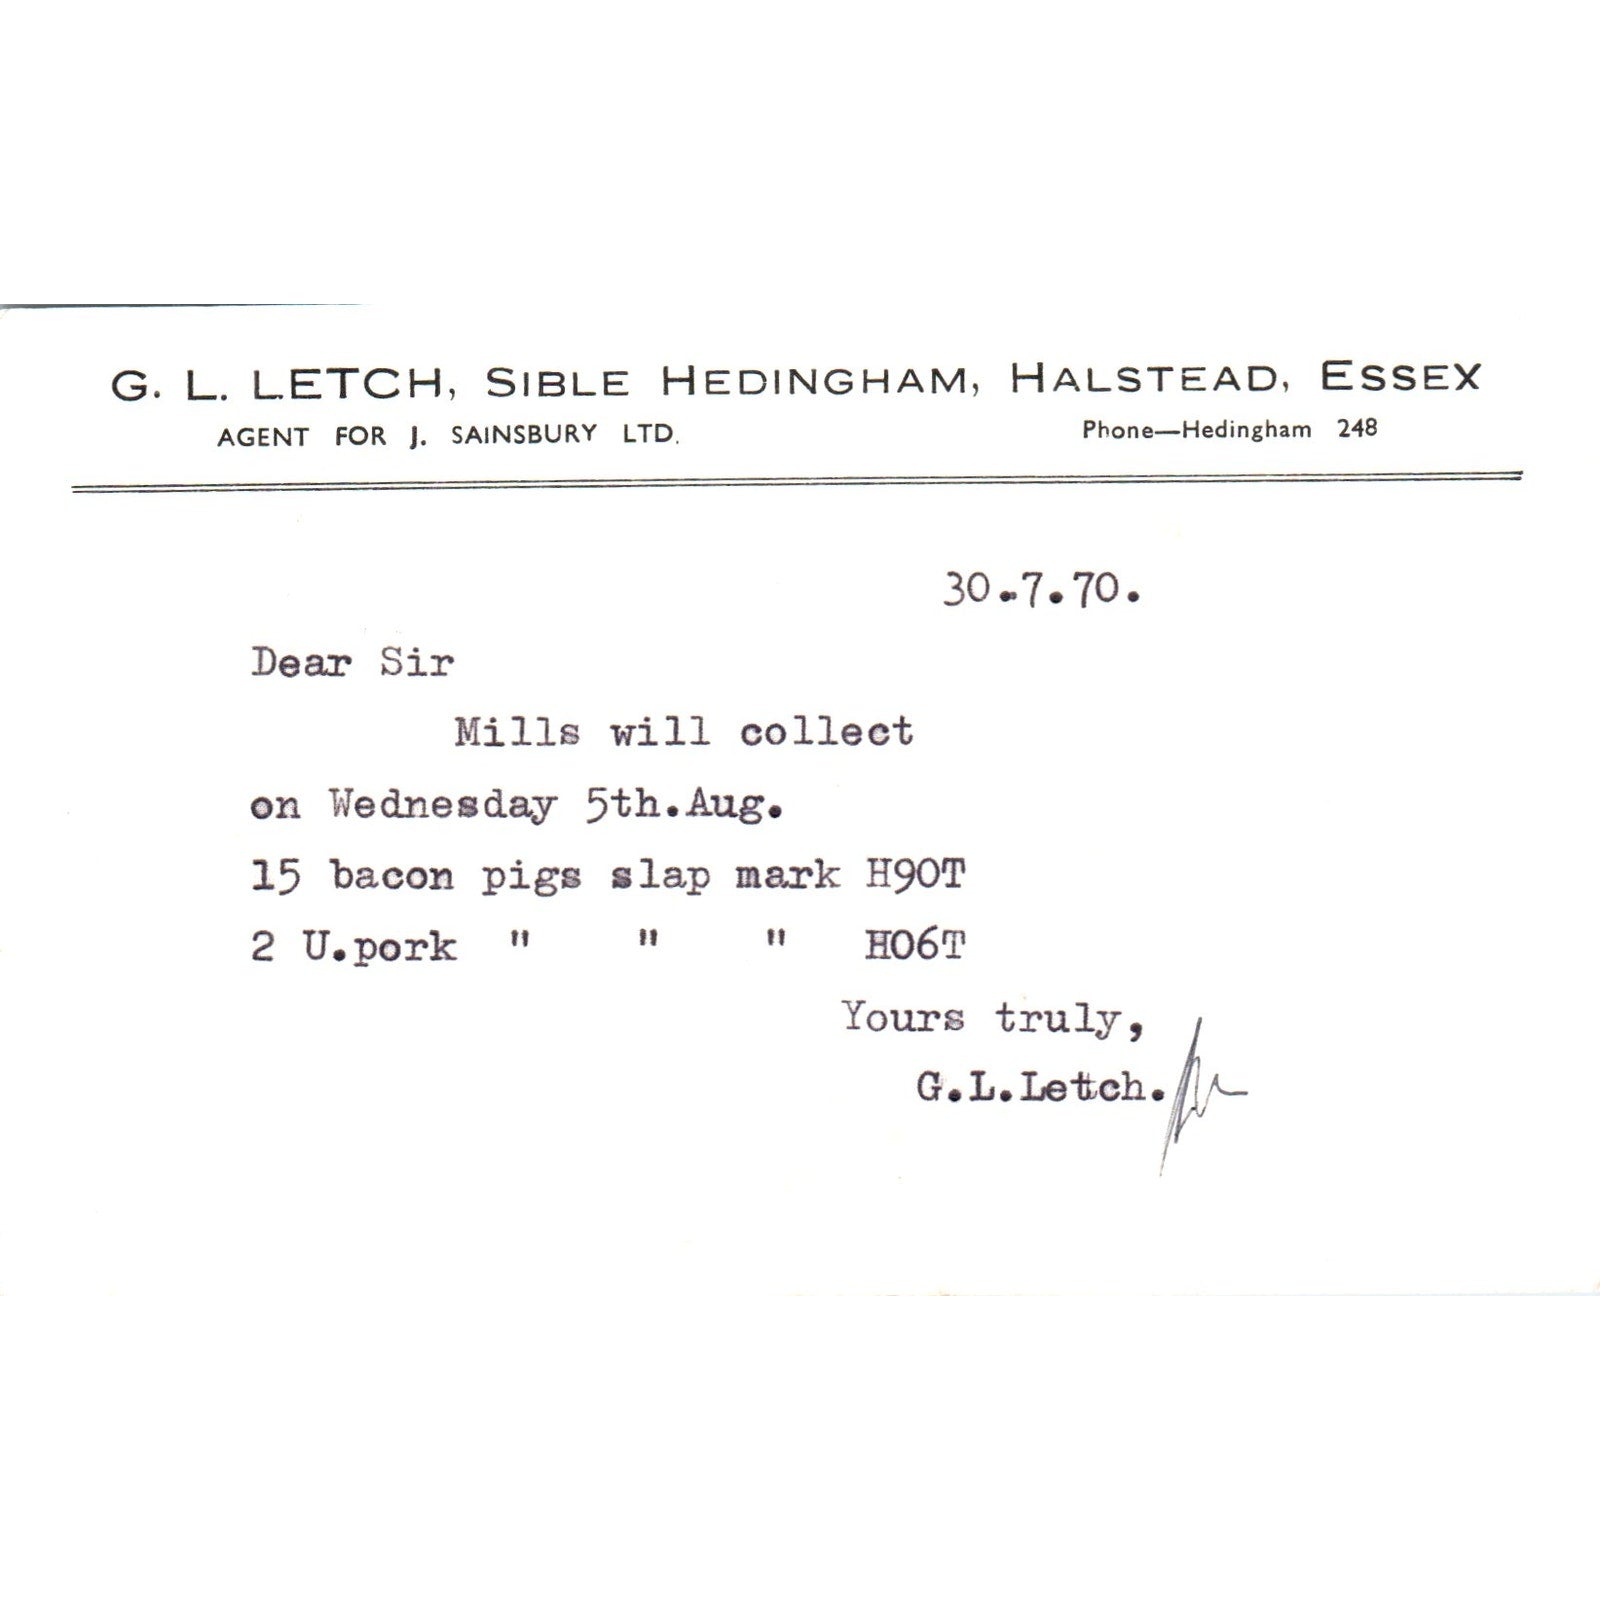 G. L. LETCH, SIBLE HEDINGHAM, HALSTEAD, ESSEX
AGENT FOR J. SAINSBURY LTD. Phone—Hedingham 248
30.7.70.
Dear Sir
Mills will collect
on Wednesday 5th.Aug.
15 bacon pigs slap mark H90T
2 U.pork " " " H06T
Yours truly,
G.L.Letch.